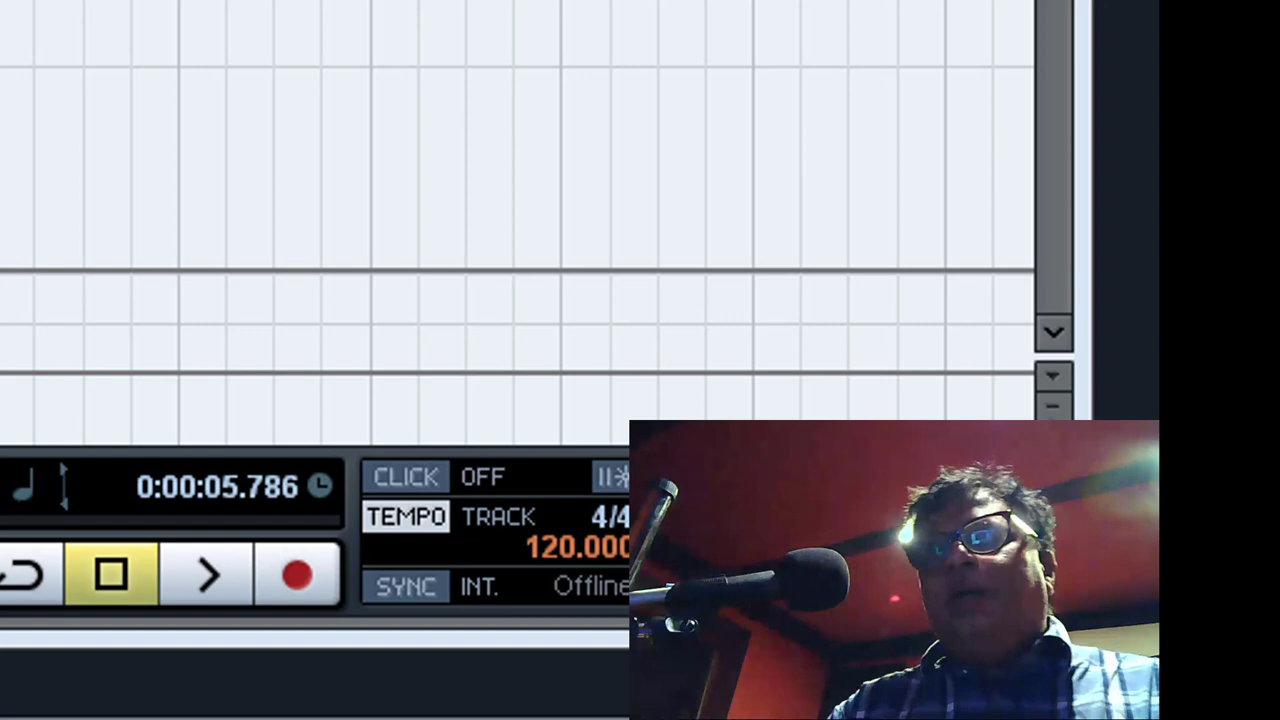 0:00:05.786
CLICK OFF
TEMPO TRACK 4/4
120.000
SYNC INT. Offline